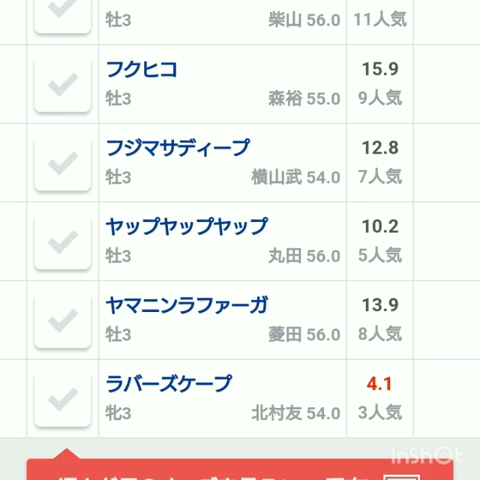 牡3 柴山 56.0 11人気
フクヒコ 15.9
牡3 森裕 55.0 9人気
フジマサディープ 12.8
牡3 横山武 54.0 7人気
ヤップヤップヤップ 10.2
牡3 丸田 56.0 5人気
ヤマニンラファーガ 13.9
牡3 菱田 56.0 8人気
ラバーズケープ 4.1
牝3 北村友 54.0 3人気
InShOt